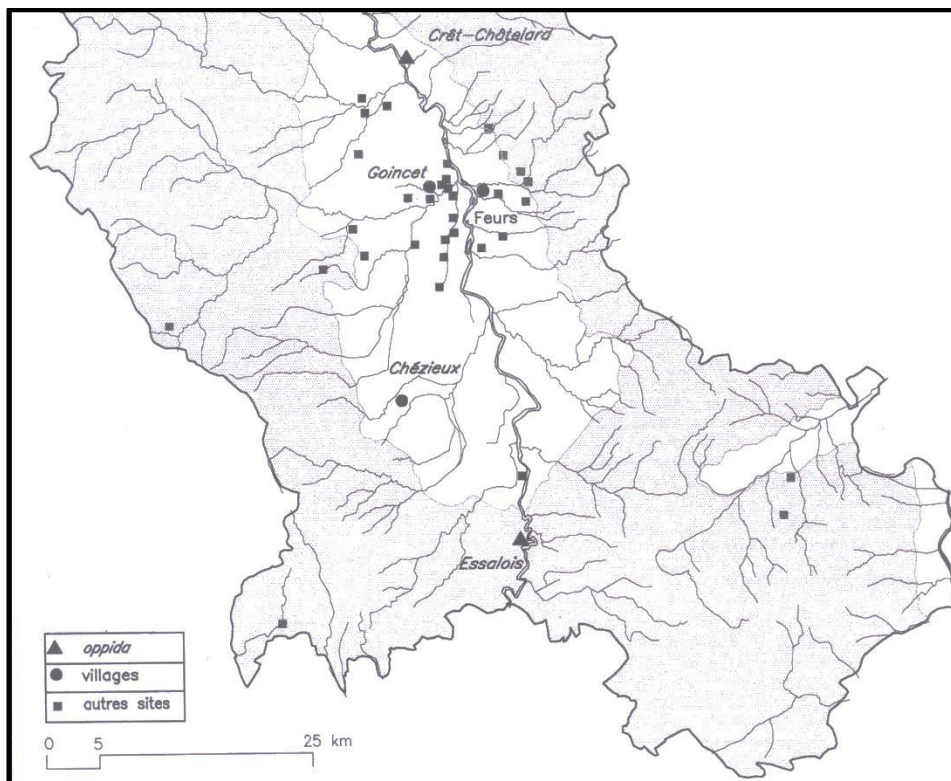 Crêt-Châtelard
Goincet
Feurs
Chézieux
Essalois
oppida
villages
autres sites
0 5 25 km